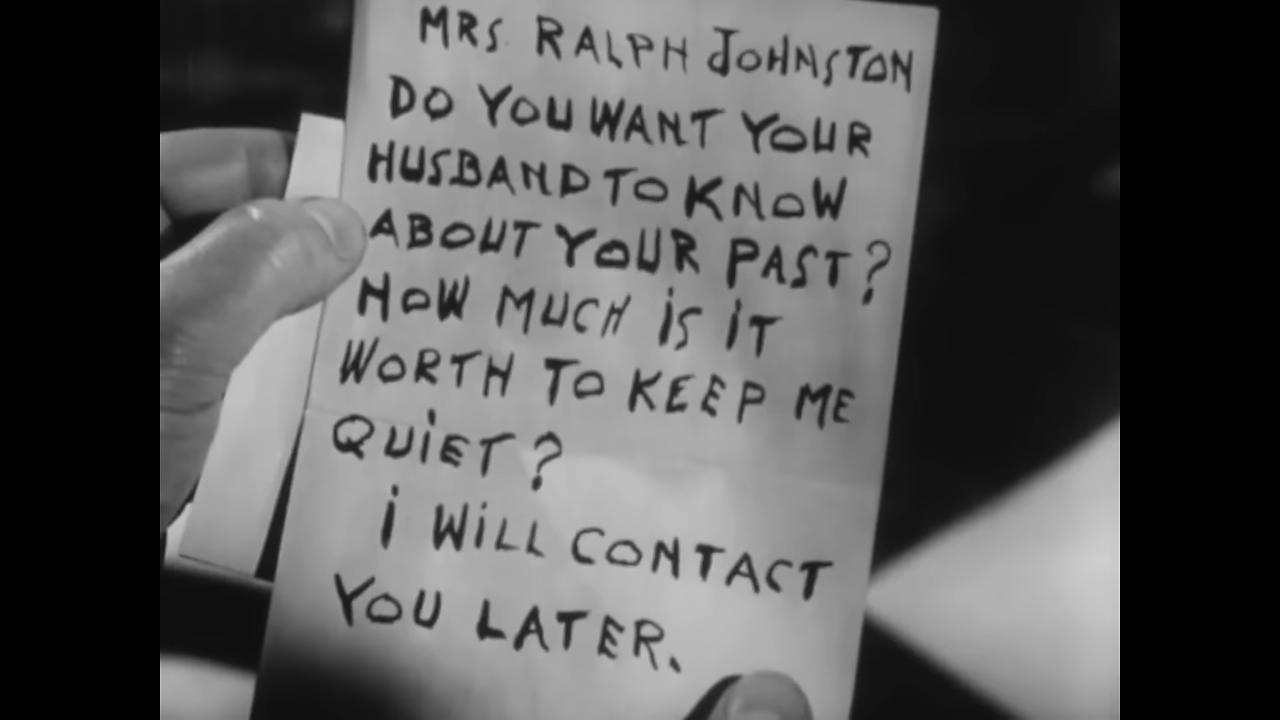 MRS. RALPH JOHNSTON
DO YOU WANT YOUR
HUSBAND TO KNOW
ABOUT YOUR PAST?
HOW MUCH iS iT
WORTH TO KEEP ME
QUiET?
i WiLL CONTACT
YOU LATER.